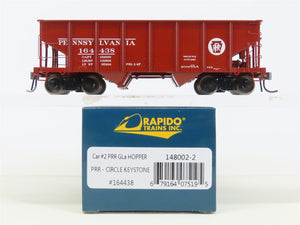 PENNSYLVANIA
164438
RAPIDO
TRAINS INC.
Car #2 PRR GLa HOPPER
148002-2
PRR - CIRCLE KEYSTONE
#164438
6 79164 07519 5